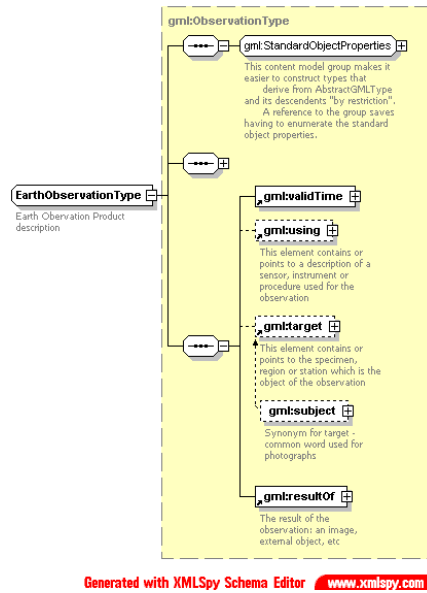 gml:ObservationType
gml:StandardObjectProperties
This content model group makes it
easier to construct types that
derive from AbstractGMLType
and its descendents "by restriction".
A reference to the group saves
having to enumerate the standard
object properties.
EarthObservationType
Earth Obervation Product
description
gml:validTime
gml:using
This element contains or
points to a description of a
sensor, instrument or
procedure used for the
observation
gml:target
This element contains or
points to the specimen,
region or station which is the
object of the observation
gml:subject
Synonym for target -
common word used for
photographs
gml:resultOf
The result of the
observation: an image,
external object, etc
Generated with XMLSpy Schema Editor www.xmlspy.com